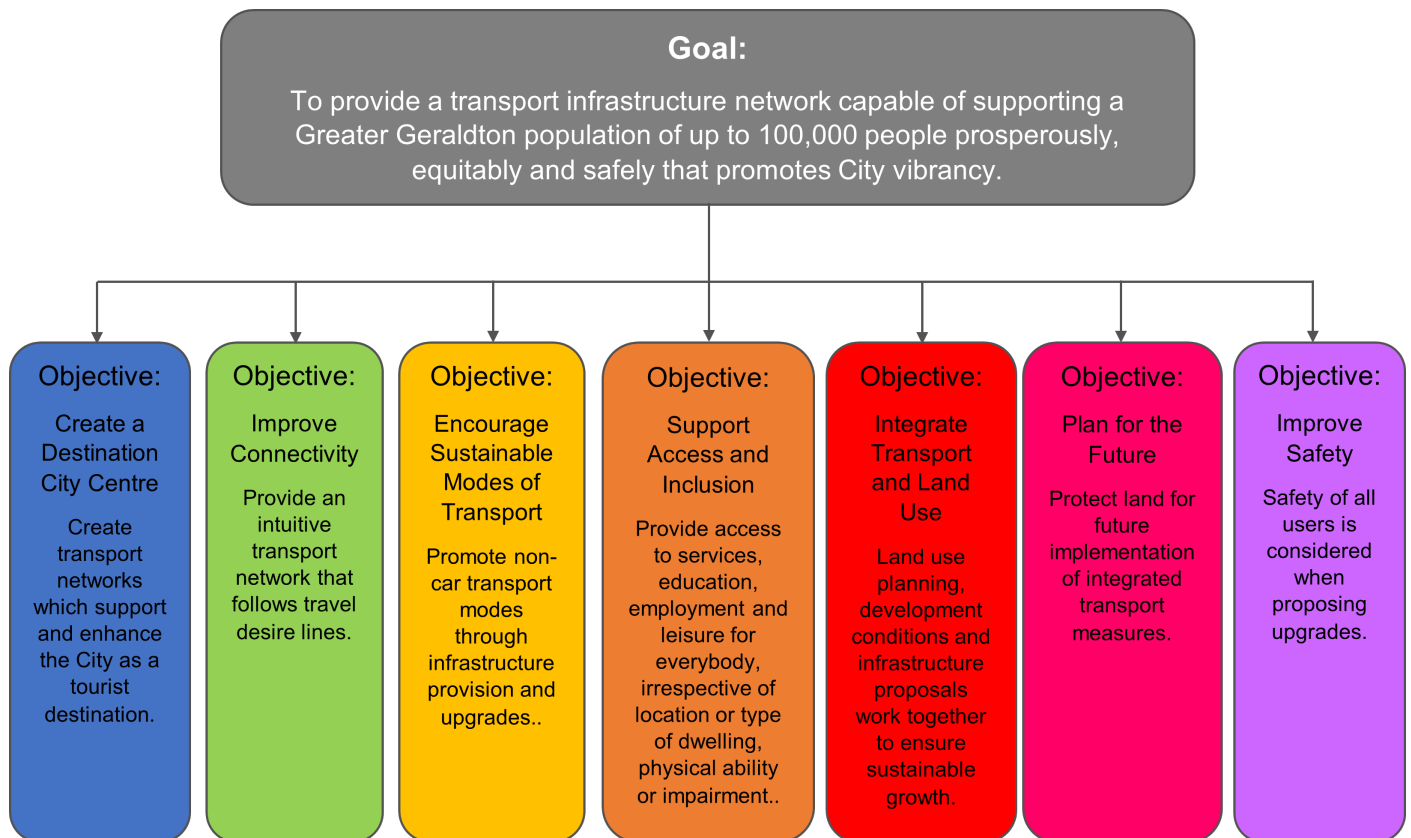 Goal:
To provide a transport infrastructure network capable of supporting a
Greater Geraldton population of up to 100,000 people prosperously,
equitably and safely that promotes City vibrancy.
Objective:
Create a
Destination
City Centre
Create
transport
networks
which support
and enhance
the City as a
tourist
destination.
Objective:
Improve
Connectivity
Provide an
intuitive
transport
network that
follows travel
desire lines.
Objective:
Encourage
Sustainable
Modes of
Transport
Promote non-
car transport
modes
through
infrastructure
provision and
upgrades..
Objective:
Support
Access and
Inclusion
Provide access
to services,
education,
employment and
leisure for
everybody,
irrespective of
location or type
of dwelling,
physical ability
or impairment..
Objective:
Integrate
Transport
and Land
Use
Land use
planning,
development
conditions and
infrastructure
proposals
work together
to ensure
sustainable
growth.
Objective:
Plan for the
Future
Protect land for
future
implementation
of integrated
transport
measures.
Objective:
Improve
Safety
Safety of all
users is
considered
when
proposing
upgrades.